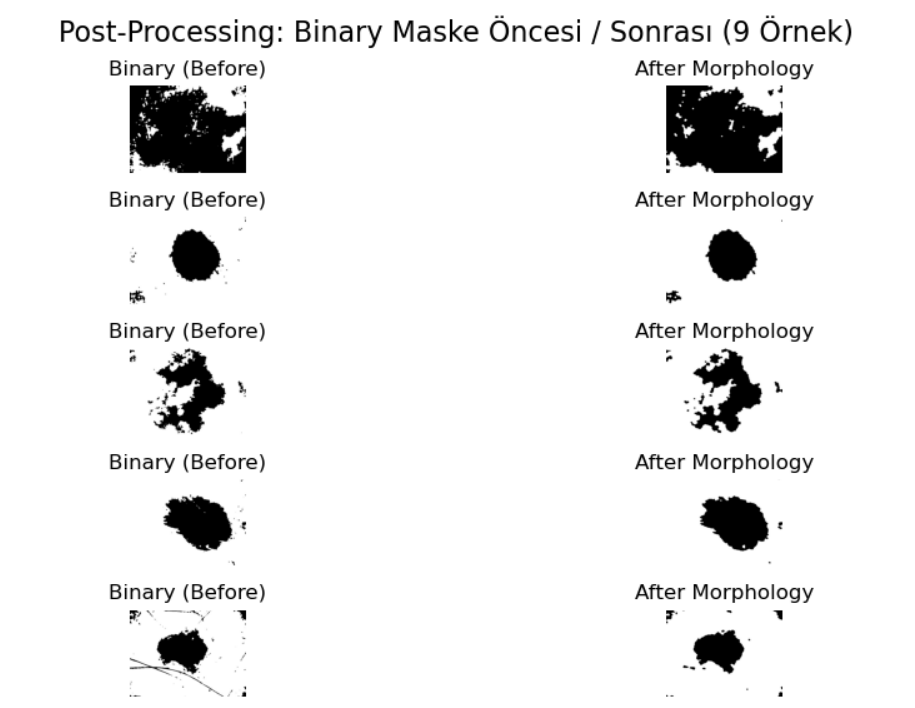 Post-Processing: Binary Maske Öncesi / Sonrası (9 Örnek)
Binary (Before) After Morphology
Binary (Before) After Morphology
Binary (Before) After Morphology
Binary (Before) After Morphology
Binary (Before) After Morphology